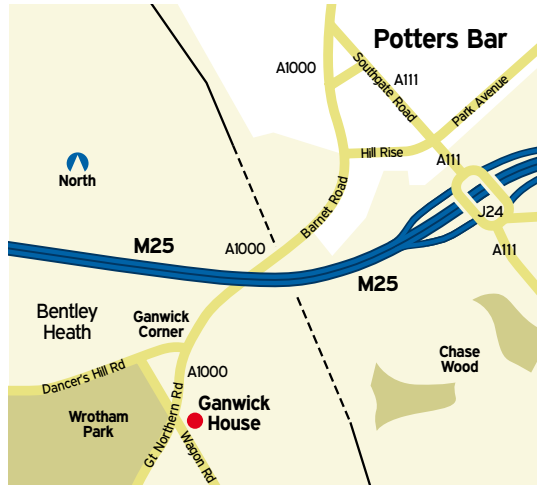 Potters Bar
A1000
A111
Southgate Road
Park Avenue
Hill Rise
A111
North
Barnet Road
J24
M25
A1000
A111
M25
Bentley
Heath
Ganwick
Corner
Chase
Wood
Dancer's Hill Rd
A1000
Ganwick
House
Wrotham
Park
Gt Northern Rd
Wagon Rd